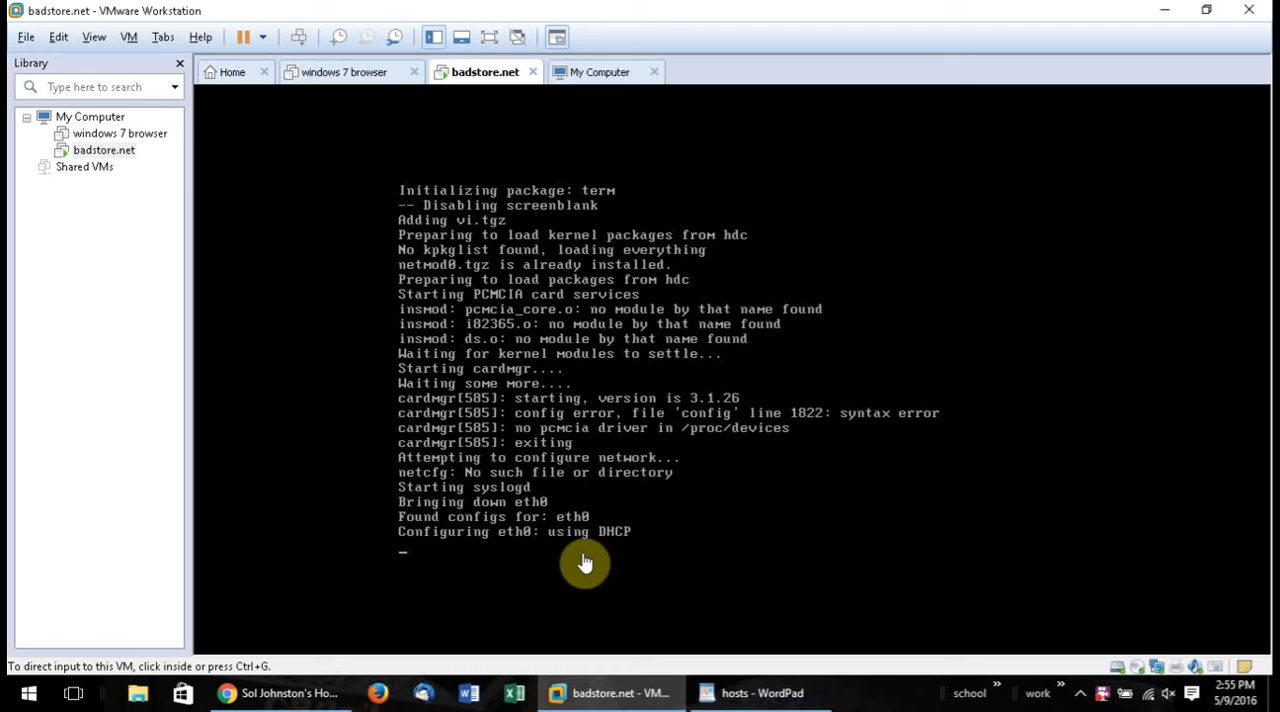 badstore.net - VMware Workstation
File Edit View VM Tabs Help
Library
Type here to search
My Computer
windows 7 browser
badstore.net
Shared VMs
Home
windows 7 browser
badstore.net
My Computer
Initializing package: term
-- Disabling screenblank
Adding vi.tgz
Preparing to load kernel packages from hdc
No kpkglist found, loading everything
netmod0.tgz is already installed.
Preparing to load packages from hdc
Starting PCMCIA card services
insmod: pcmcia_core.o: no module by that name found
insmod: i82365.o: no module by that name found
insmod: ds.o: no module by that name found
Waiting for kernel modules to settle...
Starting cardmgr....
Waiting some more....
cardmgr[585]: starting, version is 3.1.26
cardmgr[585]: config error, file 'config' line 1822: syntax error
cardmgr[585]: no pcmcia driver in /proc/devices
cardmgr[585]: exiting
Attempting to configure network...
netcfg: No such file or directory
Starting syslogd
Bringing down eth0
Found configs for: eth0
Configuring eth0: using DHCP
_
To direct input to this VM, click inside or press Ctrl+G.
Sol Johnston's Ho...
badstore.net - VM...
hosts - WordPad
school
»
work
»
2:55 PM
5/9/2016